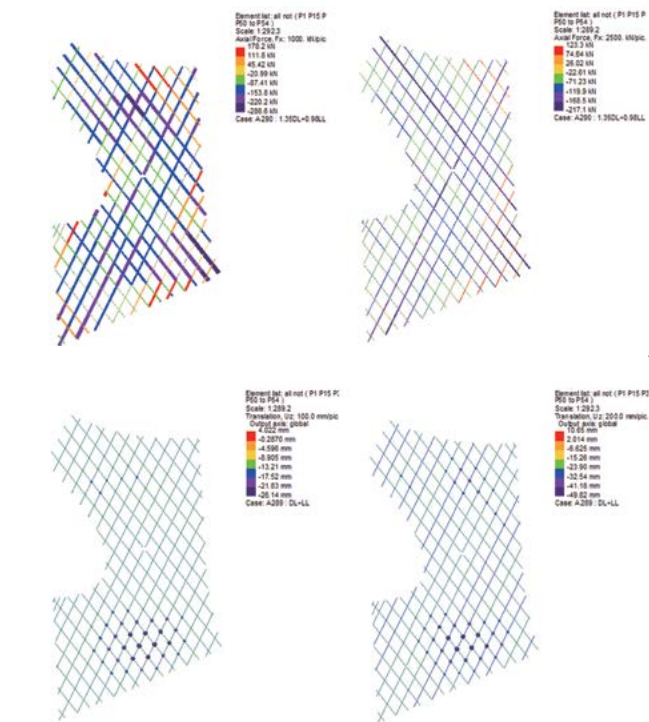 Element list: all not ( P1 P15 P
P50 to P54 )
Scale: 1:292.3
Axial Force, Fx: 1000. kN/pic
178.2 kN
111.8 kN
45.42 kN
-20.99 kN
-87.41 kN
-153.8 kN
-220.2 kN
-286.6 kN
Case: A290 : 1.35DL+0.98LL
Element list: all not ( P1 P15 P
P50 to P54 )
Scale: 1:289.2
Axial Force, Fx: 2500. kN/pic
123.3 kN
74.64 kN
26.02 kN
-22.61 kN
-71.23 kN
-119.9 kN
-168.5 kN
-217.1 kN
Case: A290 : 1.35DL+0.98LL
Element list: all not ( P1 P15 P
P50 to P54 )
Scale: 1:289.2
Translation, Uz: 100.0 mm/pic
Output axis: global
4.022 mm
-0.2870 mm
-4.596 mm
-8.905 mm
-13.21 mm
-17.52 mm
-21.83 mm
-26.14 mm
Case: A289 : DL+LL
Element list: all not ( P1 P15 P3
P50 to P54 )
Scale: 1:292.3
Translation, Uz: 200.0 mm/pic
Output axis: global
10.65 mm
2.014 mm
-6.625 mm
-15.26 mm
-23.90 mm
-32.54 mm
-41.18 mm
-49.82 mm
Case: A289 : DL+LL